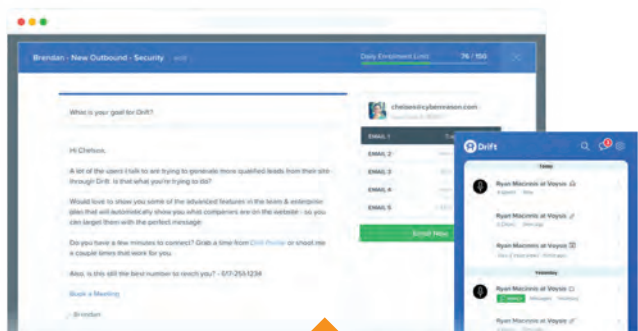 Brendan - New Outbound - Security edit
Daily Enrollment Limit 76 / 150
What is your goal for Drift?
Hi Chelsea,
A lot of the users I talk to are trying to generate more qualified leads from their site
through Drift. Is that what you're trying to do?
Would love to show you some of the advanced features in the team & enterprise
plan that will automatically show you what companies are on the website - so you
can target them with the perfect message.
Do you have a few minutes to connect? Grab a time from Drift Profile or shoot me
a couple times that work for you.
Also, is this still the best number to reach you? - 617-253-1234
Book a Meeting
- Brendan
chelsea@cybereason.com
EMAIL 1
EMAIL 2
EMAIL 3
EMAIL 4
EMAIL 5
Enroll Now
Drift
Today
Ryan Macinnis at Voysis
Ryan Macinnis at Voysis
Ryan Macinnis at Voysis
Yesterday
Ryan Macinnis at Voysis
Ryan Macinnis at Voysis